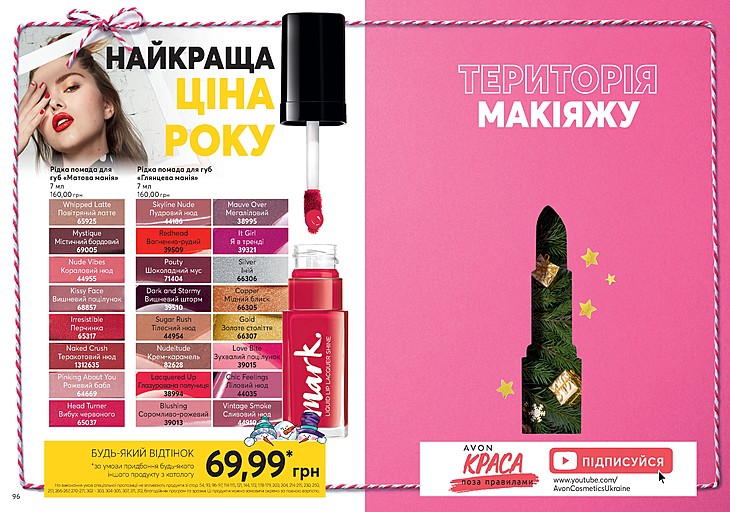 НАЙКРАЩА
ЦІНА
РОКУ
Рідка помада для
губ «Матова манія»
7 мл
160,00 грн
Рідка помада для губ
«Глянцева манія»
7 мл
160,00 грн
Whipped Latte
Повітряний латте
65925
Mystique
Містичний бордовий
69005
Nude Vibes
Кораловий нюд
44955
Kissy Face
Вишневий поцілунок
68857
Irresistible
Перчинка
65317
Naked Crush
Теракотовий нюд
1312635
Pinking About You
Рожевий бабл
64669
Head Turner
Вибух червоного
65037
Skyline Nude
Пудровий нюд
44186
Redhead
Вогненно-рудий
39509
Pouty
Шоколадний мус
71404
Dark and Stormy
Вишневий шторм
39510
Sugar Rush
Тілесний нюд
44954
Nudeitude
Крем-карамель
82628
Lacquered Up
Глазурована полуниця
38994
Blushing
Соромливо-рожевий
39013
Mauve Over
Мегаліловий
38995
It Girl
Я в тренді
39321
Silver
Іній
66306
Copper
Мідний блиск
66305
Gold
Золоте століття
66307
Love Bite
Зухвалий поцілунок
39015
Chic Feelings
Ліловий нюд
44035
Vintage Smoke
Сливовий нюд
44959
mark.
LIQUID LIP LACQUER SHINE
БУДЬ-ЯКИЙ ВІДТІНОК
*за умови придбання будь-якого
іншого продукту з каталогу
69,99*
грн
96
ТЕРИТОРІЯ
МАКІЯЖУ
AVON
КРАСА
поза правилами
ПІДПИСУЙСЯ
www.youtube.com/
AvonCosmeticsUkraine